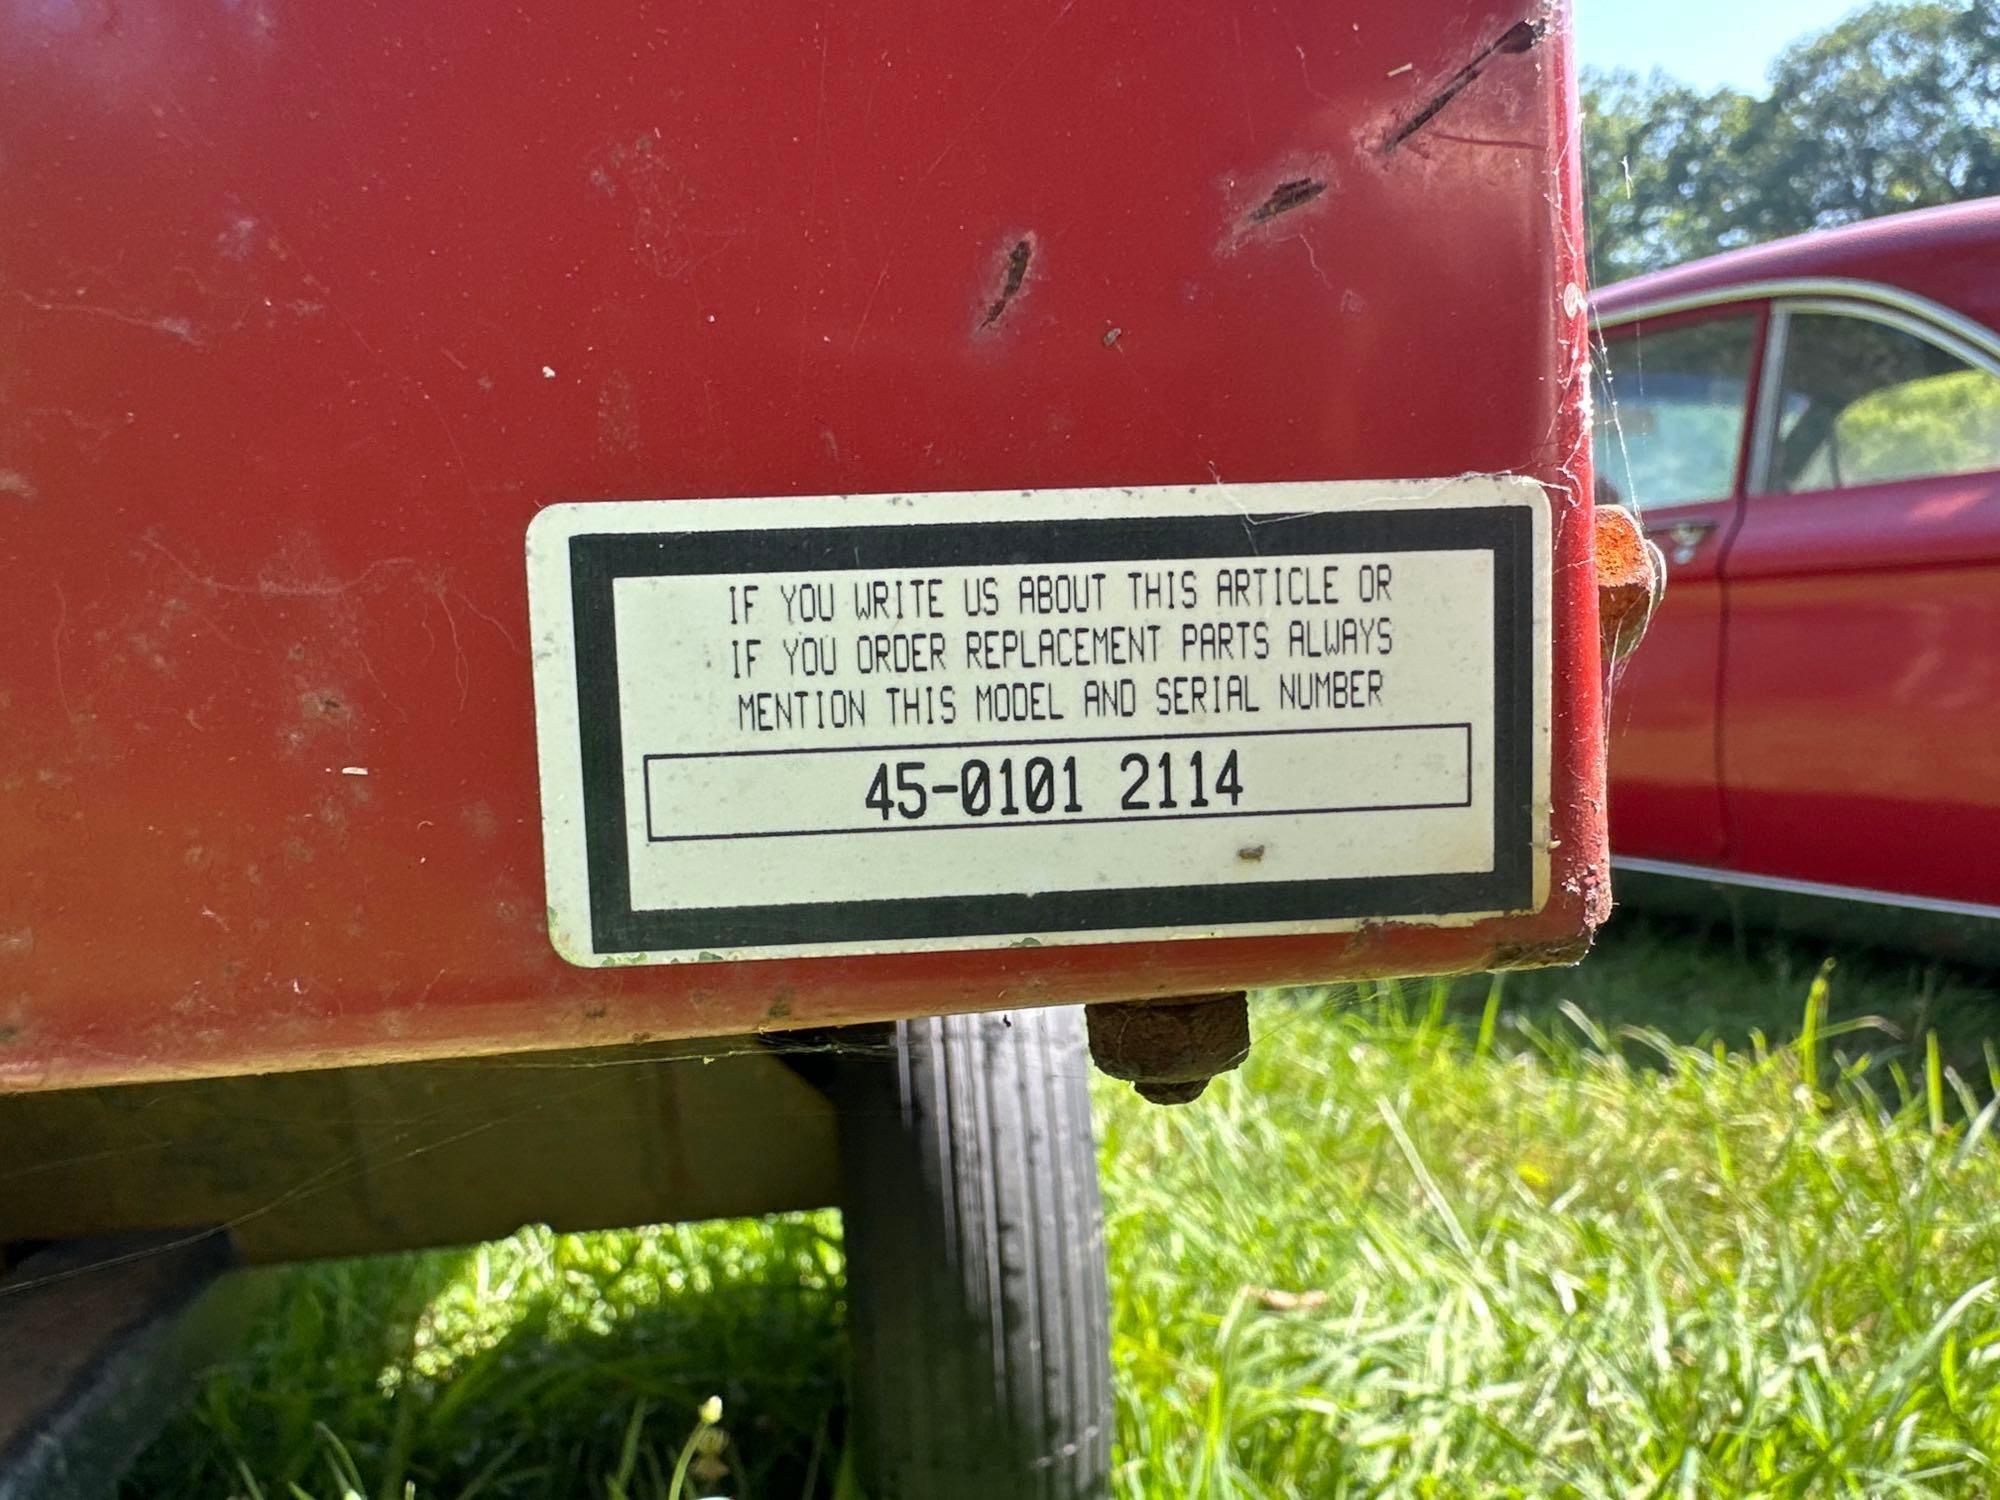 IF YOU WRITE US ABOUT THIS ARTICLE OR
IF YOU ORDER REPLACEMENT PARTS ALWAYS
MENTION THIS MODEL AND SERIAL NUMBER
45-0101 2114